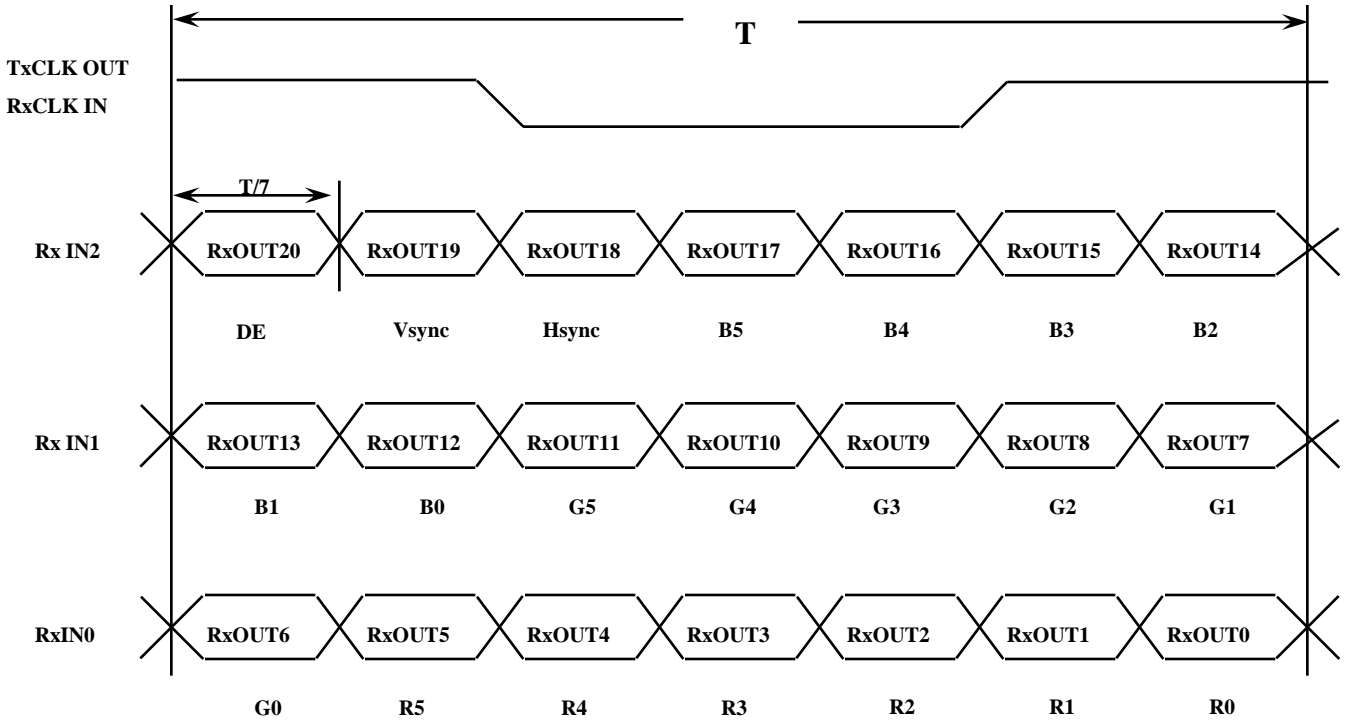 T
TxCLK OUT
RxCLK IN
T/7
Rx IN2 RxOUT20 RxOUT19 RxOUT18 RxOUT17 RxOUT16 RxOUT15 RxOUT14
DE Vsync Hsync B5 B4 B3 B2
Rx IN1 RxOUT13 RxOUT12 RxOUT11 RxOUT10 RxOUT9 RxOUT8 RxOUT7
B1 B0 G5 G4 G3 G2 G1
RxIN0 RxOUT6 RxOUT5 RxOUT4 RxOUT3 RxOUT2 RxOUT1 RxOUT0
G0 R5 R4 R3 R2 R1 R0